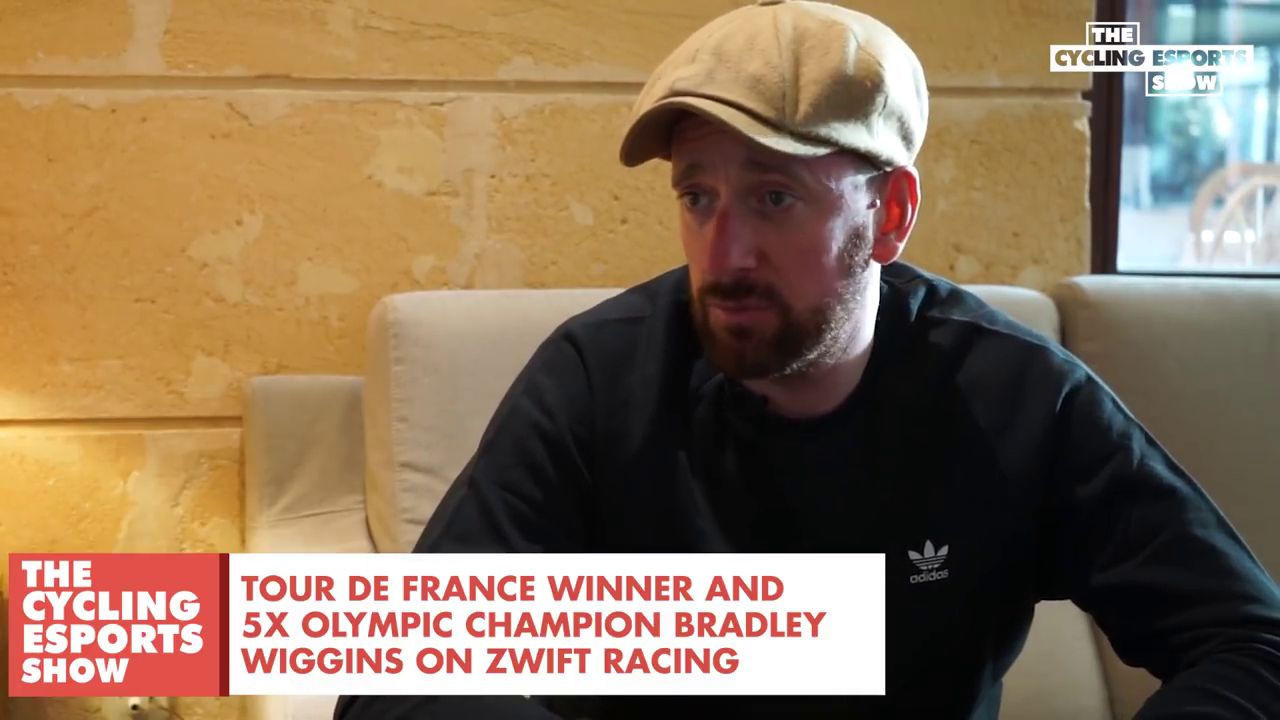 THE
CYCLING ESPORTS
SHOW
adidas
THE
CYCLING
ESPORTS
SHOW
TOUR DE FRANCE WINNER AND
5X OLYMPIC CHAMPION BRADLEY
WIGGINS ON ZWIFT RACING